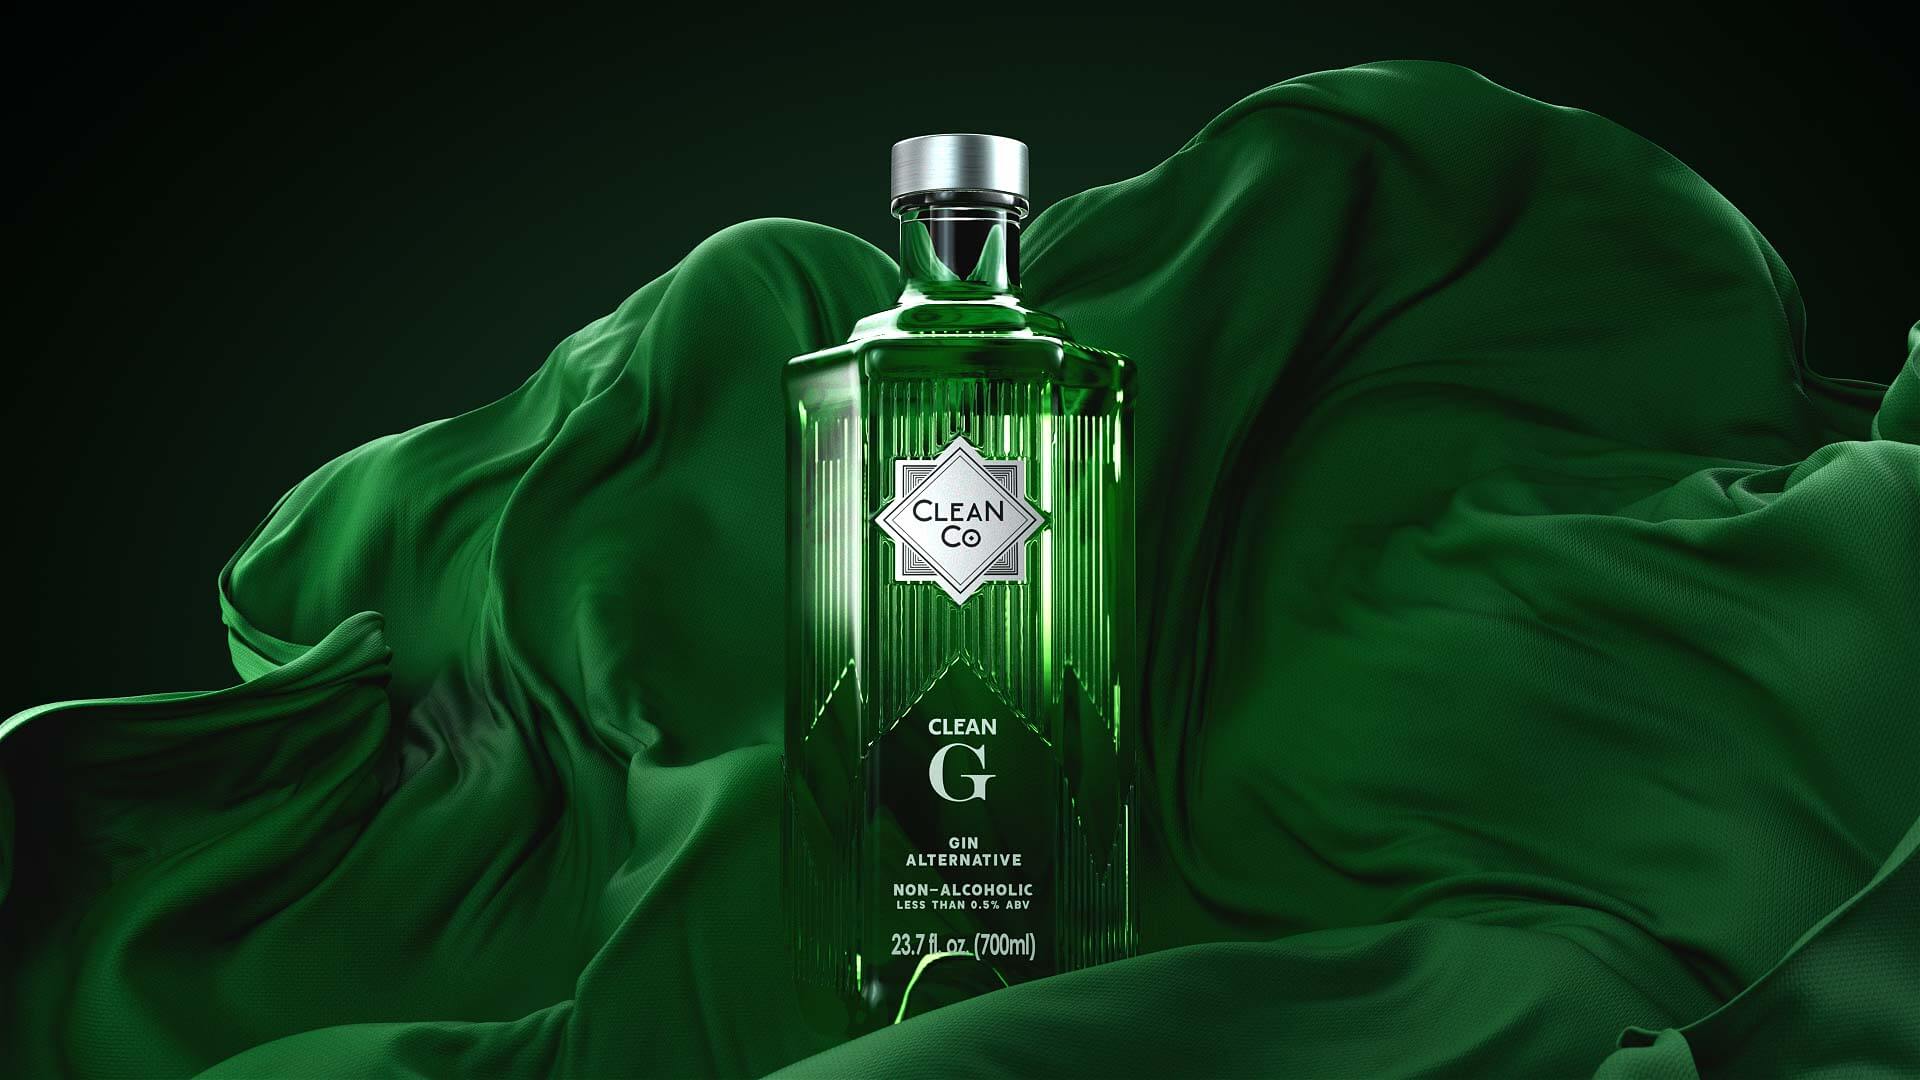 CLEAN
CO
CLEAN
G
GIN
ALTERNATIVE
NON-ALCOHOLIC
LESS THAN 0.5% ABV
23.7 fl. oz. (700ml)